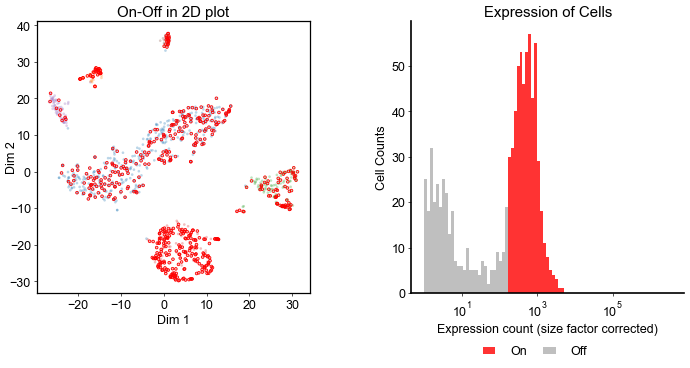 On-Off in 2D plot
Dim 2
40
30
20
10
0
−10
−20
−30
−20
−10
0
10
20
30
Dim 1
Expression of Cells
Cell Counts
50
40
30
20
10
0
10^1
10^3
10^5
Expression count (size factor corrected)
On
Off